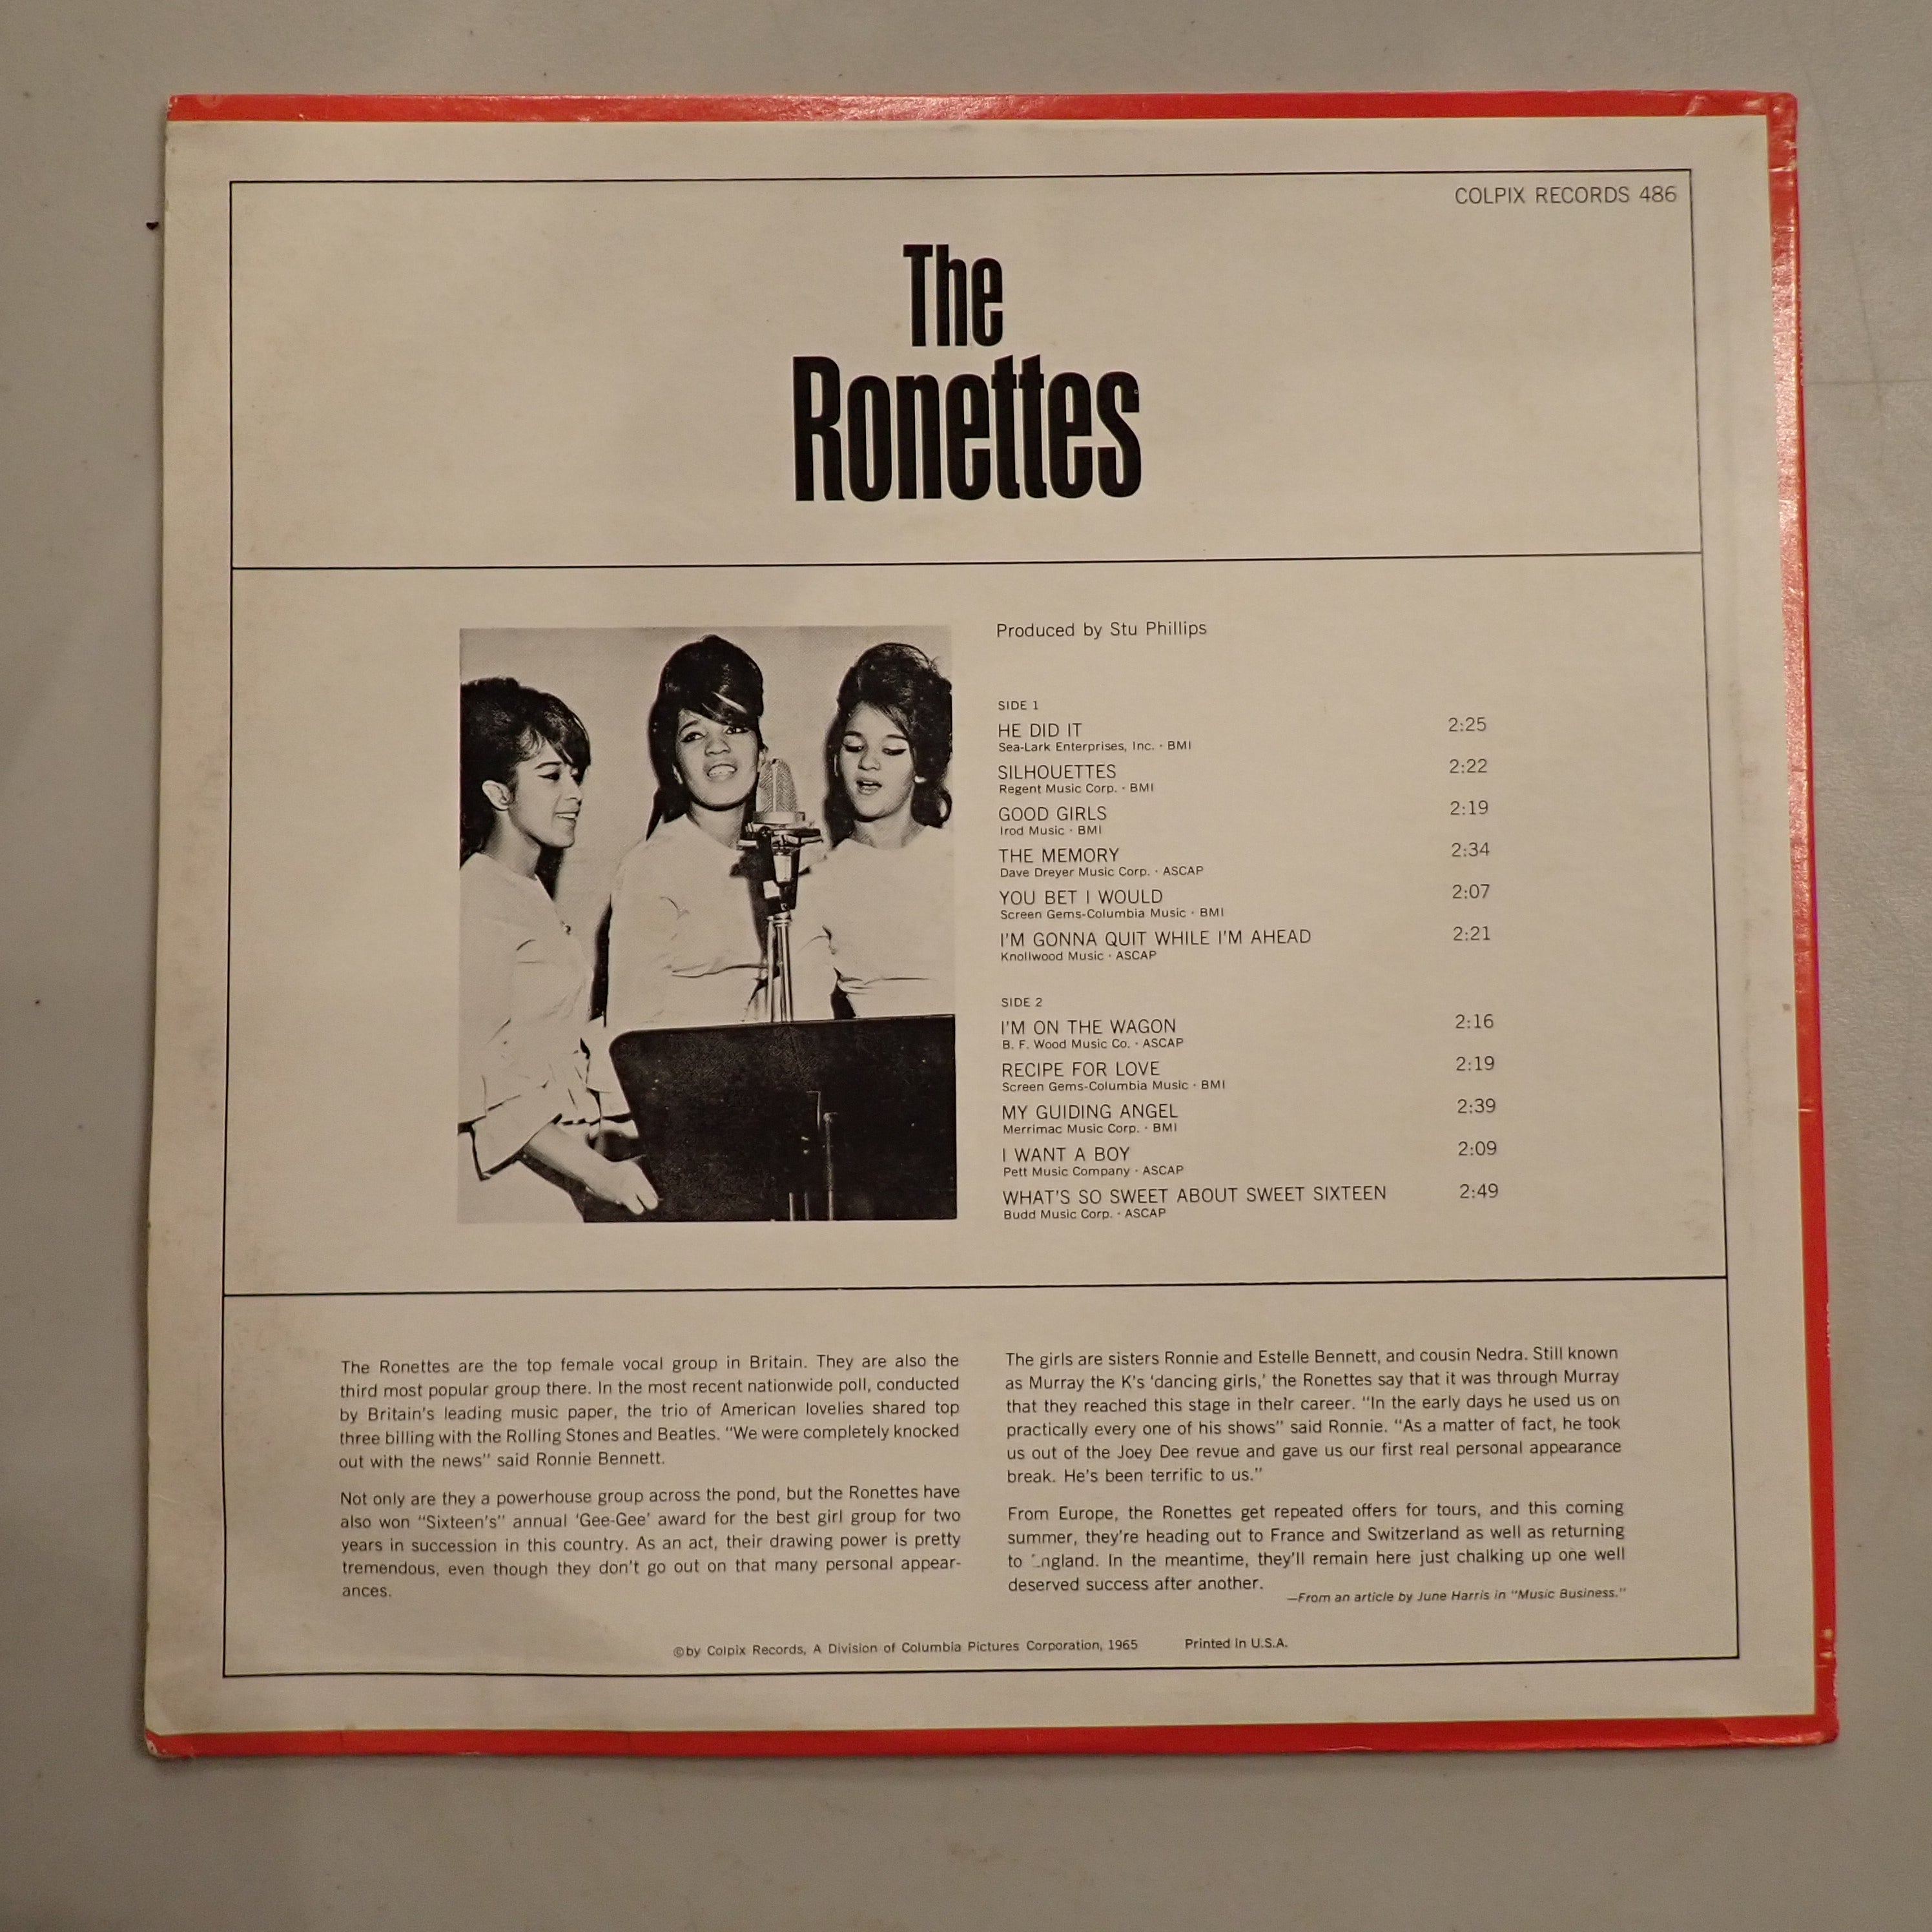 COLPIX RECORDS 486
The
Ronettes
Produced by Stu Phillips
SIDE 1
HE DID IT 2:25
Sea-Lark Enterprises, Inc. · BMI
SILHOUETTES 2:22
Regent Music Corp. · BMI
GOOD GIRLS 2:19
Irod Music · BMI
THE MEMORY 2:34
Dave Dreyer Music Corp. · ASCAP
YOU BET I WOULD 2:07
Screen Gems-Columbia Music · BMI
I'M GONNA QUIT WHILE I'M AHEAD 2:21
Knollwood Music · ASCAP
SIDE 2
I'M ON THE WAGON 2:16
B. F. Wood Music Co. · ASCAP
RECIPE FOR LOVE 2:19
Screen Gems-Columbia Music · BMI
MY GUIDING ANGEL 2:39
Merrimac Music Corp. · BMI
I WANT A BOY 2:09
Pett Music Company · ASCAP
WHAT'S SO SWEET ABOUT SWEET SIXTEEN 2:49
Budd Music Corp. · ASCAP
The Ronettes are the top female vocal group in Britain. They are also the
third most popular group there. In the most recent nationwide poll, conducted
by Britain's leading music paper, the trio of American lovelies shared top
three billing with the Rolling Stones and Beatles. "We were completely knocked
out with the news" said Ronnie Bennett.
Not only are they a powerhouse group across the pond, but the Ronettes have
also won "Sixteen's" annual 'Gee-Gee' award for the best girl group for two
years in succession in this country. As an act, their drawing power is pretty
tremendous, even though they don't go out on that many personal appear-
ances.
The girls are sisters Ronnie and Estelle Bennett, and cousin Nedra. Still known
as Murray the K's 'dancing girls,' the Ronettes say that it was through Murray
that they reached this stage in their career. "In the early days he used us on
practically every one of his shows" said Ronnie. "As a matter of fact, he took
us out of the Joey Dee revue and gave us our first real personal appearance
break. He's been terrific to us."
From Europe, the Ronettes get repeated offers for tours, and this coming
summer, they're heading out to France and Switzerland as well as returning
to England. In the meantime, they'll remain here just chalking up one well
deserved success after another.
—From an article by June Harris in "Music Business."
©by Colpix Records, A Division of Columbia Pictures Corporation, 1965 Printed in U.S.A.